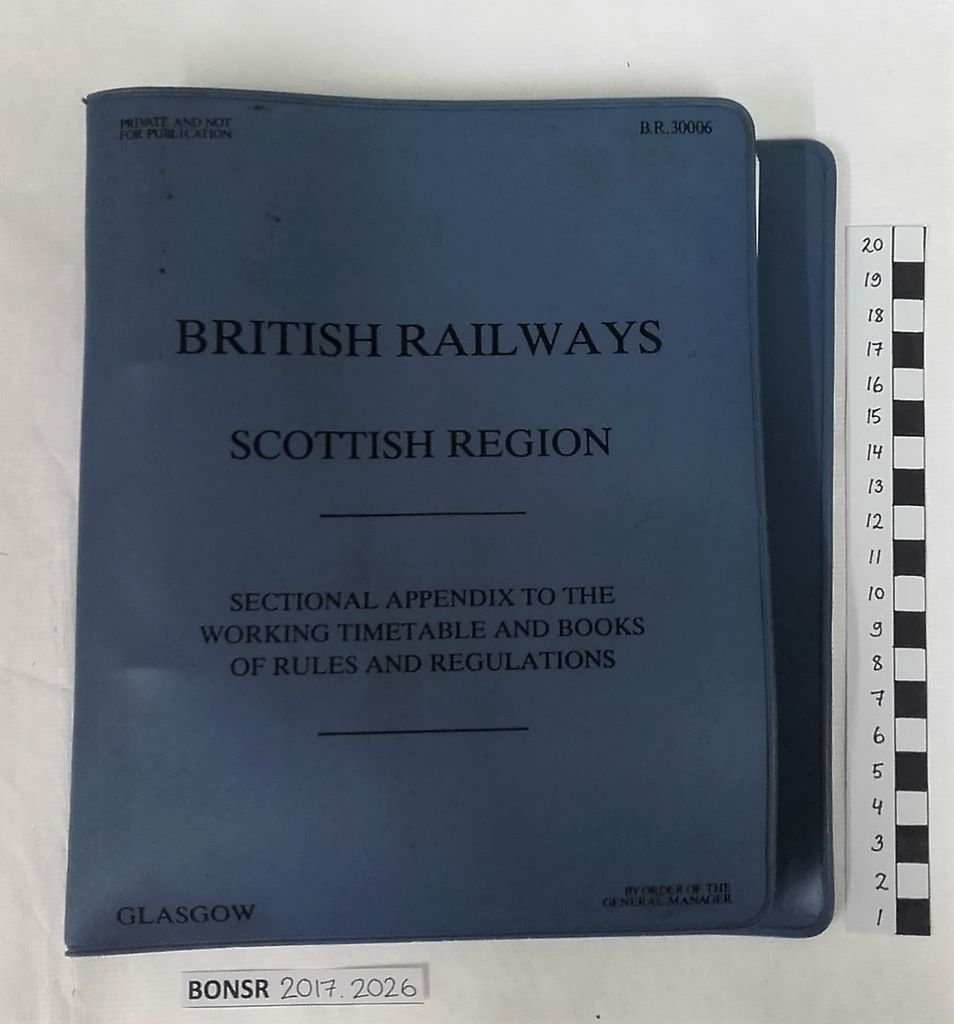 PRIVATE AND NOT
FOR PUBLICATION
B.R. 30006
BRITISH RAILWAYS
SCOTTISH REGION
SECTIONAL APPENDIX TO THE
WORKING TIMETABLE AND BOOKS
OF RULES AND REGULATIONS
GLASGOW
BY ORDER OF THE
GENERAL MANAGER
20
19
18
17
16
15
14
13
12
11
10
9
8
7
6
5
4
3
2
1
BONSR 2017.2026